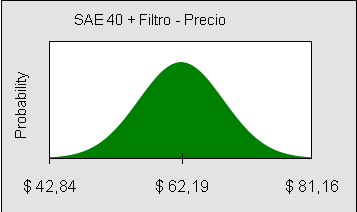 SAE 40 + Filtro - Precio
Probability
$ 42,84
$ 62,19
$ 81,16